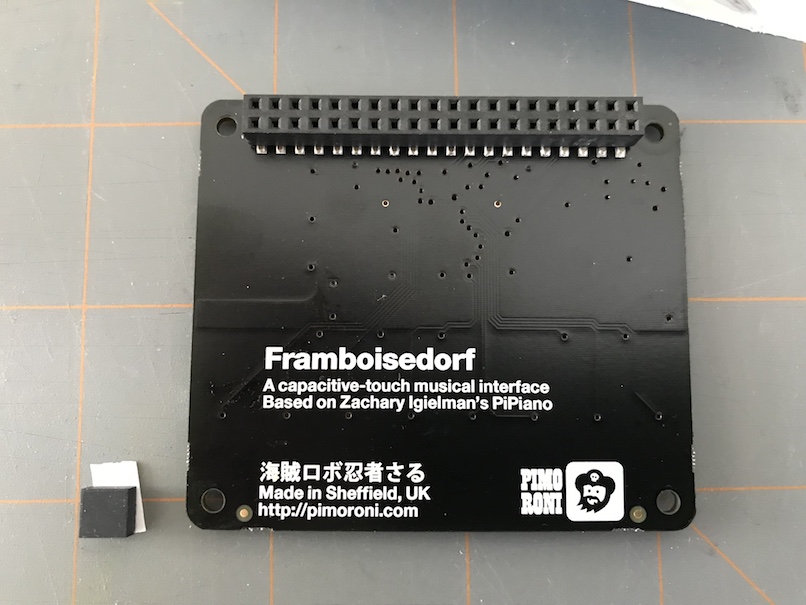 Framboisedorf
A capacitive-touch musical interface
Based on Zachary Igielman's PiPiano
海賊ロボ忍者さる
Made in Sheffield, UK
http://pimoroni.com
PIMO
RONI